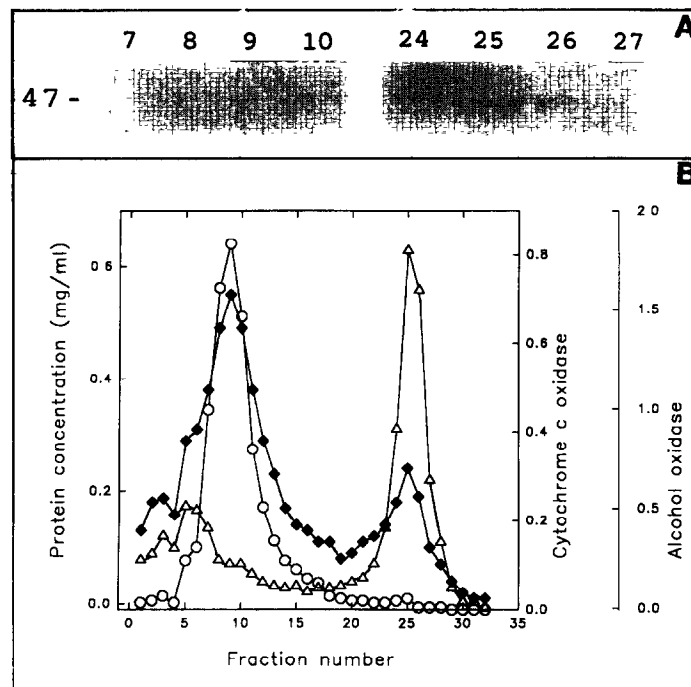 A
7 8 9 10 24 25 26 27
47-
B
2.0
0.6 0.8
1.5
0.6
0.4
1.0
0.4
0.2 0.5
0.2
0.0 0.0 0.0
0 5 10 15 20 25 30 35
Protein concentration (mg/ml)
Cytochrome c oxidase
Alcohol oxidase
Fraction number